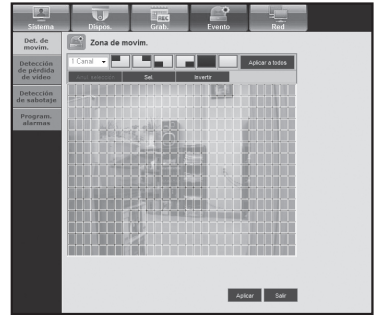 Sistema Dispos. Grab. Evento Red
Det. de
movim.
Detección
de pérdida
de vídeo
Detección
de sabotaje
Program.
alarmas
Zona de movim.
1 Canal Aplicar a todos
Sel. Invertir
Aplicar Salir